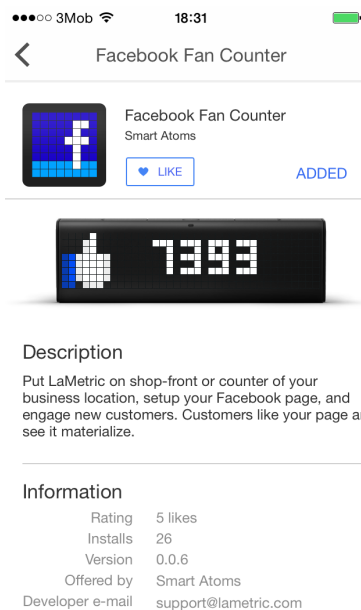 3Mob 18:31
Facebook Fan Counter
Facebook Fan Counter
Smart Atoms
LIKE
ADDED
7393
Description
Put LaMetric on shop-front or counter of your
business location, setup your Facebook page, and
engage new customers. Customers like your page
see it materialize.
Information
Rating 5 likes
Installs 26
Version 0.0.6
Offered by Smart Atoms
Developer e-mail support@lametric.com